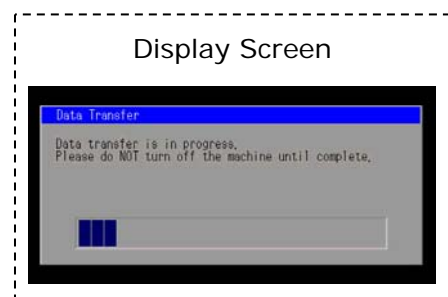 Display Screen
Data Transfer
Data transfer is in progress.
Please do NOT turn off the machine until complete.